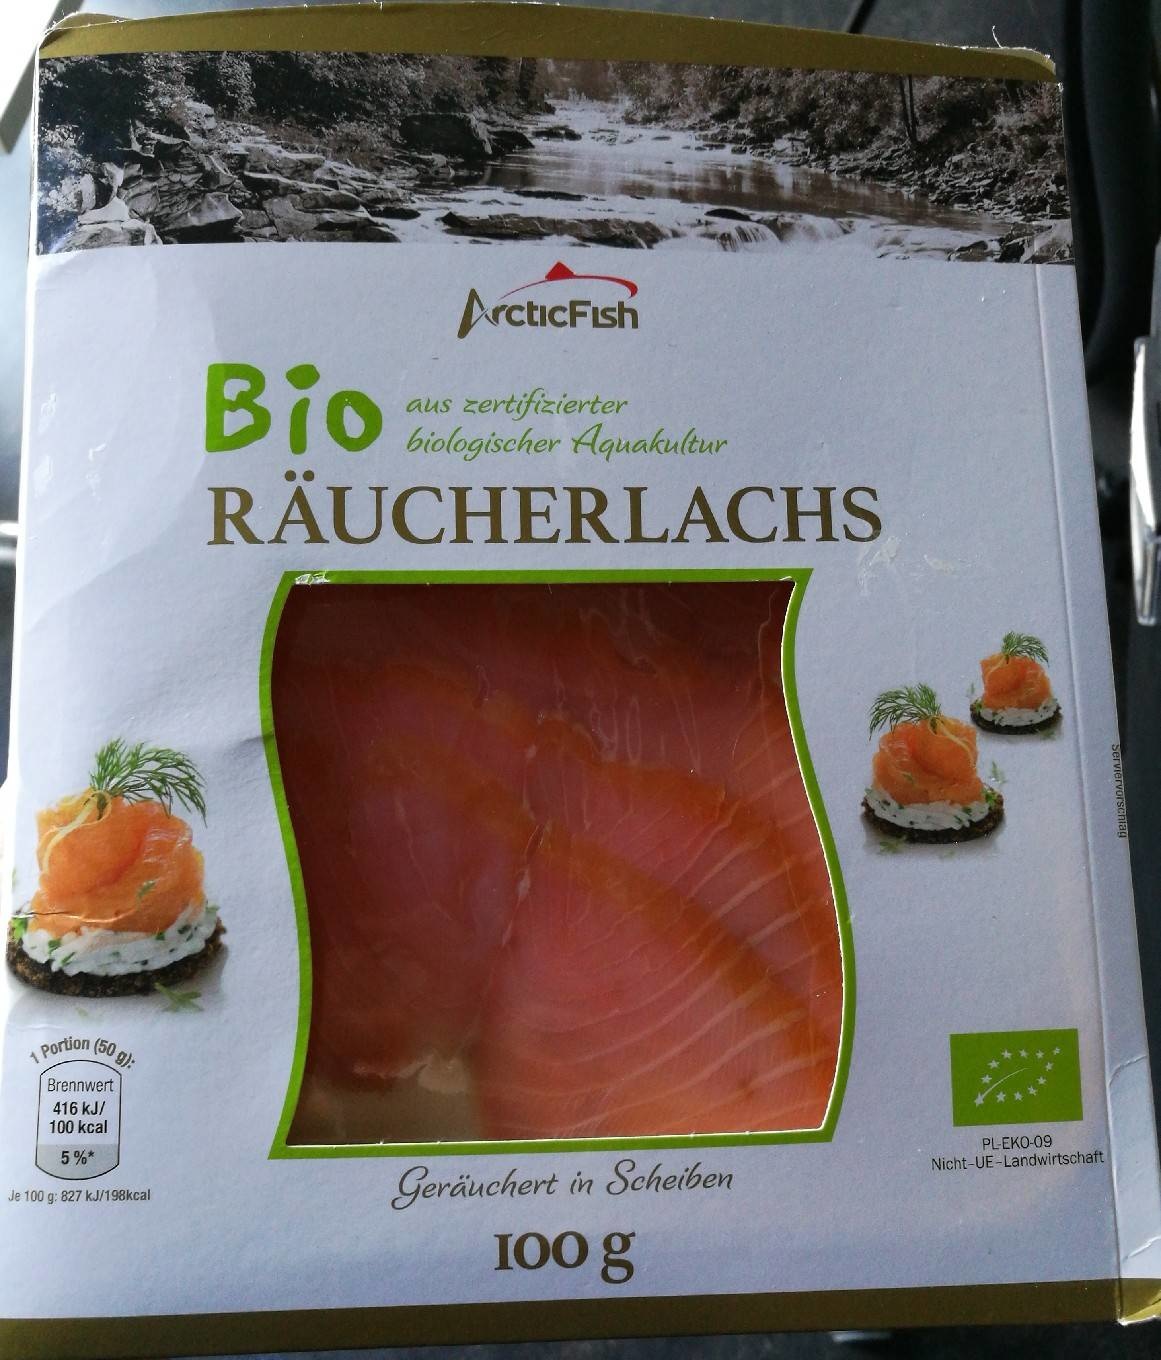 ArcticFish
Bio
aus zertifizierter
biologischer Aquakultur
RÄUCHERLACHS
Serviervorschlag
1 Portion (50 g):
Brennwert
416 kJ/
100 kcal
5 %*
Je 100 g: 827 kJ/198kcal
PL-EKO-09
Nicht-UE-Landwirtschaft
Geräuchert in Scheiben
100 g